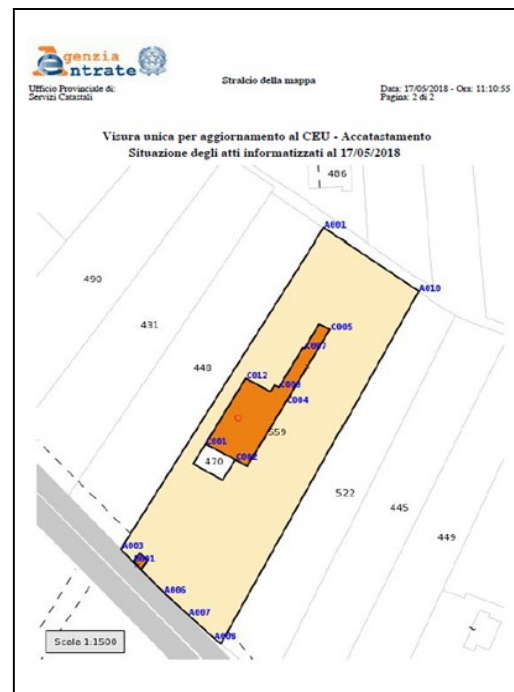 Agenzia
Entrate
Ufficio Provinciale di:
Servizi Catastali
Stralcio della mappa
Data: 17/05/2018 - Ora: 11:10:55
Pagina: 2 di 2
Visura unica per aggiornamento al CEU - Accatastamento
Situazione degli atti informatizzati al 17/05/2018
486
A001
A010
490
431
C005
C007
448
C012
C004
559
C001
C002
470
522
445
449
A003
A006
A007
A008
Scala 1:1500